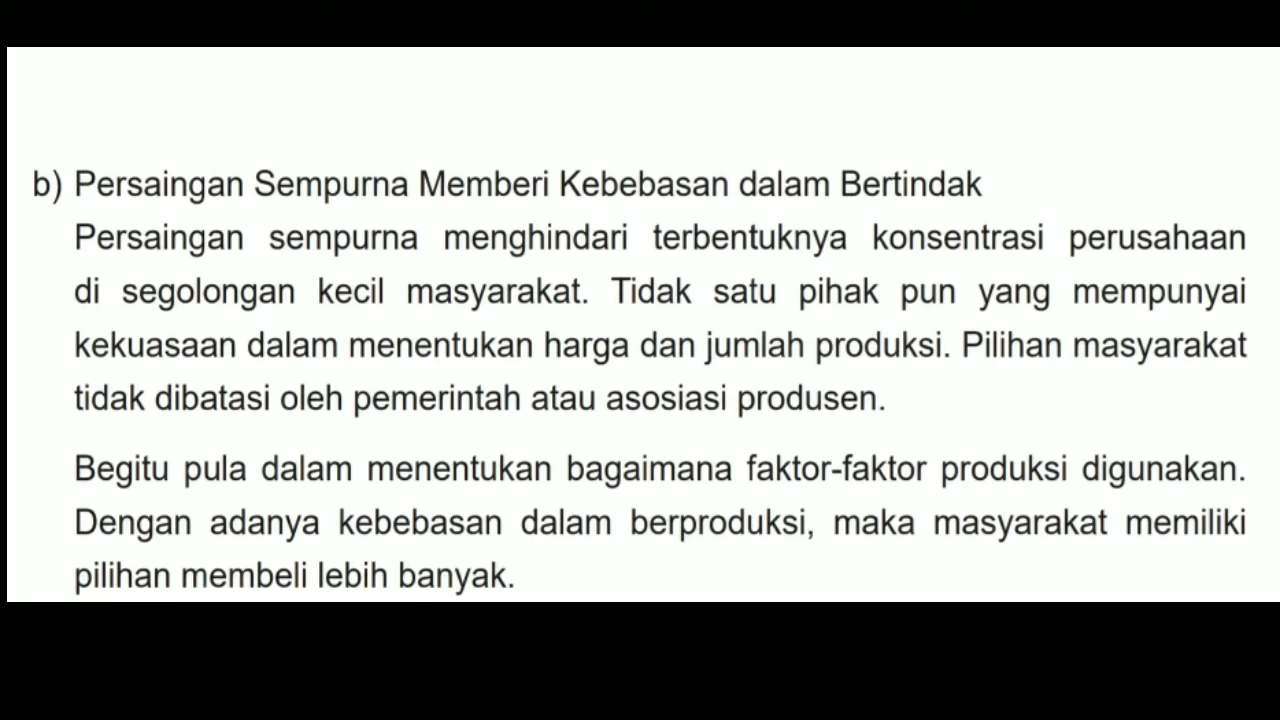 b) Persaingan Sempurna Memberi Kebebasan dalam Bertindak
Persaingan sempurna menghindari terbentuknya konsentrasi perusahaan
di segolongan kecil masyarakat. Tidak satu pihak pun yang mempunyai
kekuasaan dalam menentukan harga dan jumlah produksi. Pilihan masyarakat
tidak dibatasi oleh pemerintah atau asosiasi produsen.
Begitu pula dalam menentukan bagaimana faktor-faktor produksi digunakan.
Dengan adanya kebebasan dalam berproduksi, maka masyarakat memiliki
pilihan membeli lebih banyak.